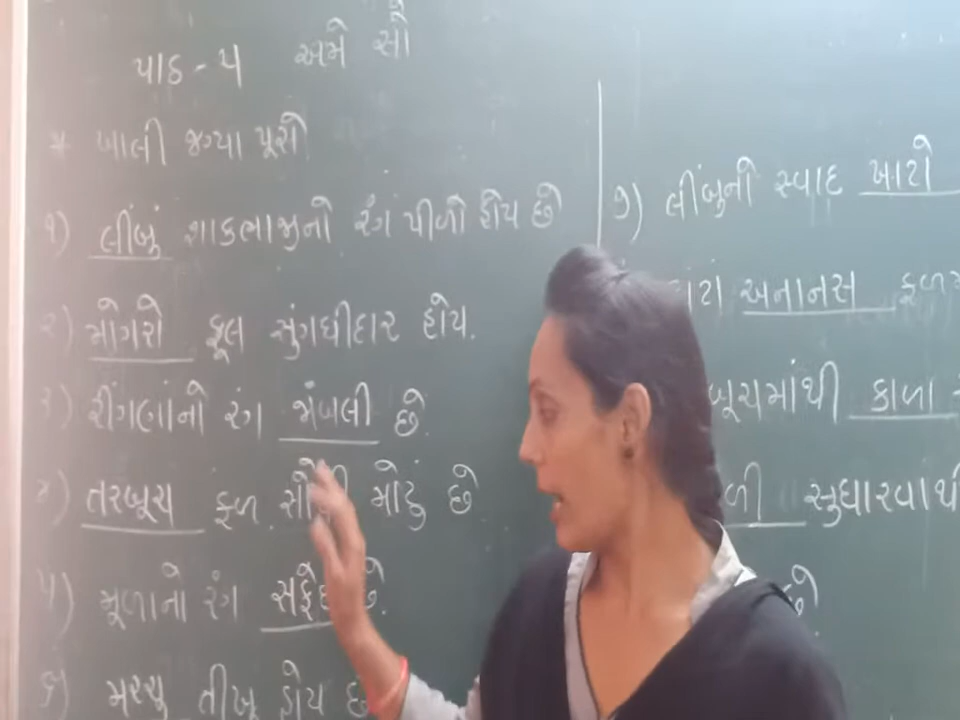 પાઠ - ૫ અમે સૌ
* ખાલી જગ્યા પૂરો
૧) લીંબું શાકભાજીનો રંગ પીળો હોય છે
૨) મોગરો ફૂલ સુંગધીદાર હોય.
૩) રીંગણાંનો રંગ જાંબલી છે.
૪) તરબૂચ ફળ મોટું છે
૫) મૂળાનો રંગ સફેદ છે.
૬) મરચુ તીખુ હોય છે
૭) લીંબુનો સ્વાદ ખાટો
અનાનસ
કાળા
સુધારવાથી
છે.